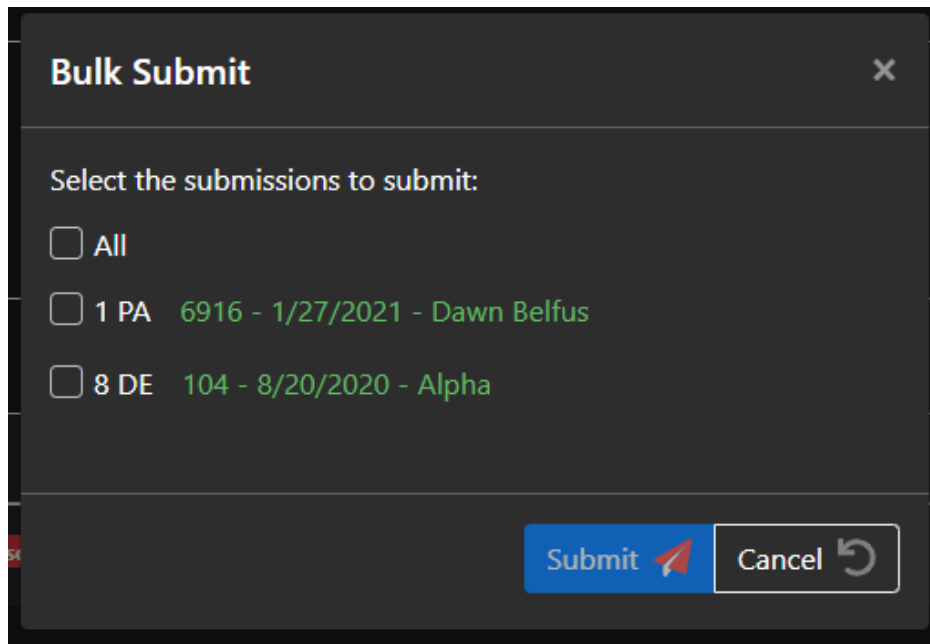 Bulk Submit
Select the submissions to submit:
All
1 PA 6916 - 1/27/2021 - Dawn Belfus
8 DE 104 - 8/20/2020 - Alpha
Submit Cancel